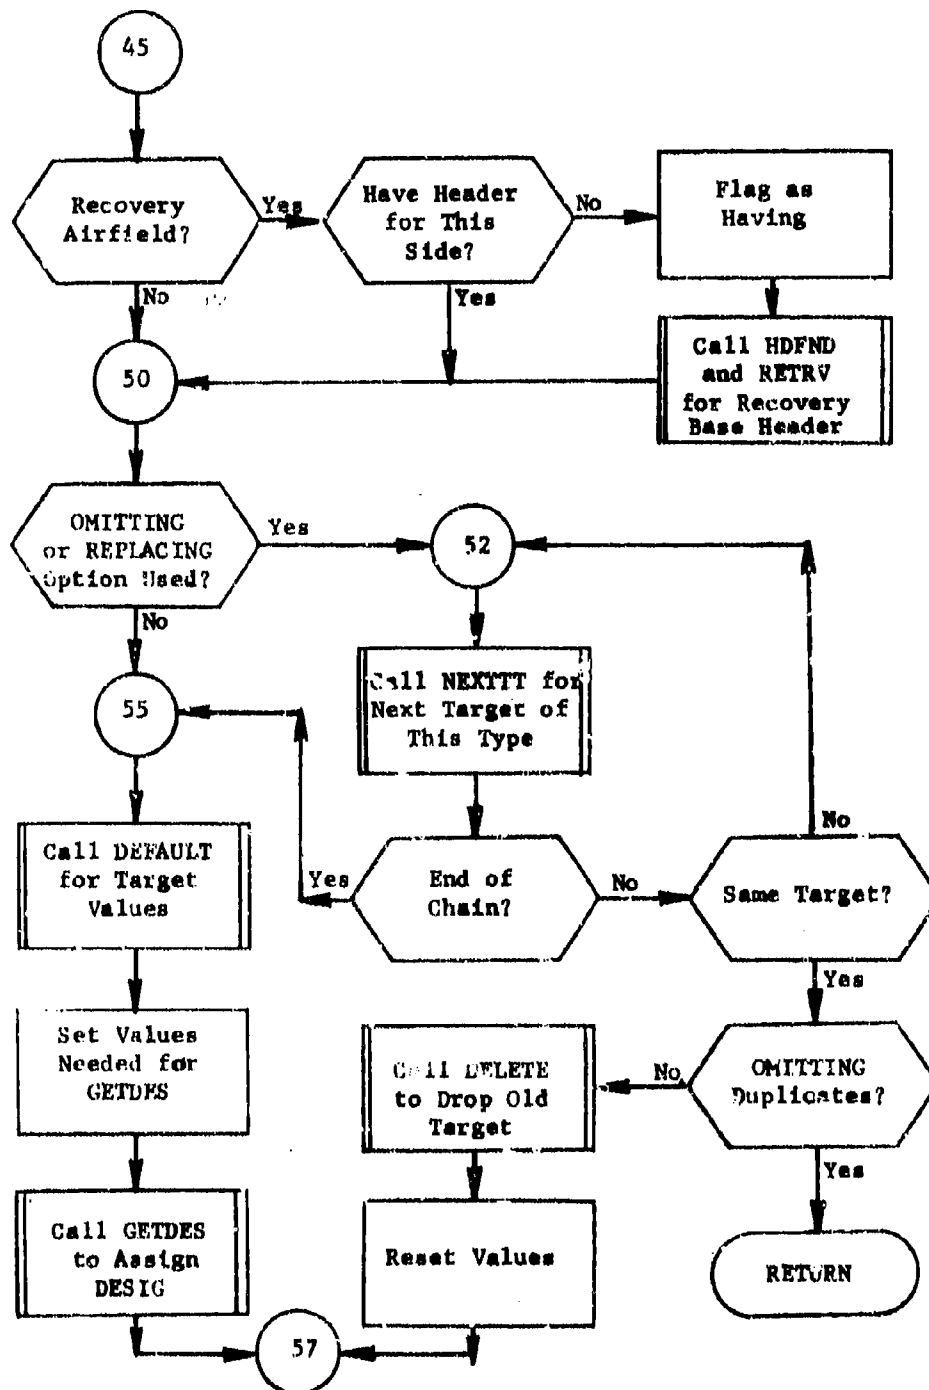 45
Recovery
Airfield?
Yes
Have Header
for This
Side?
No
Flag as
Having
No
Yes
Call HDFND
and RETRV
for Recovery
Base Header
50
OMITTING
or REPLACING
Option Used?
Yes
52
No
Call NEXTTT for
Next Target of
This Type
55
No
Call DEFAULT
for Target
Values
Yes
End of
Chain?
No
Same Target?
Yes
Set Values
Needed for
GETDES
Call DELETE
to Drop Old
Target
No
OMITTING
Duplicates?
Yes
Call GETDES
to Assign
DESIG
Reset Values
RETURN
57